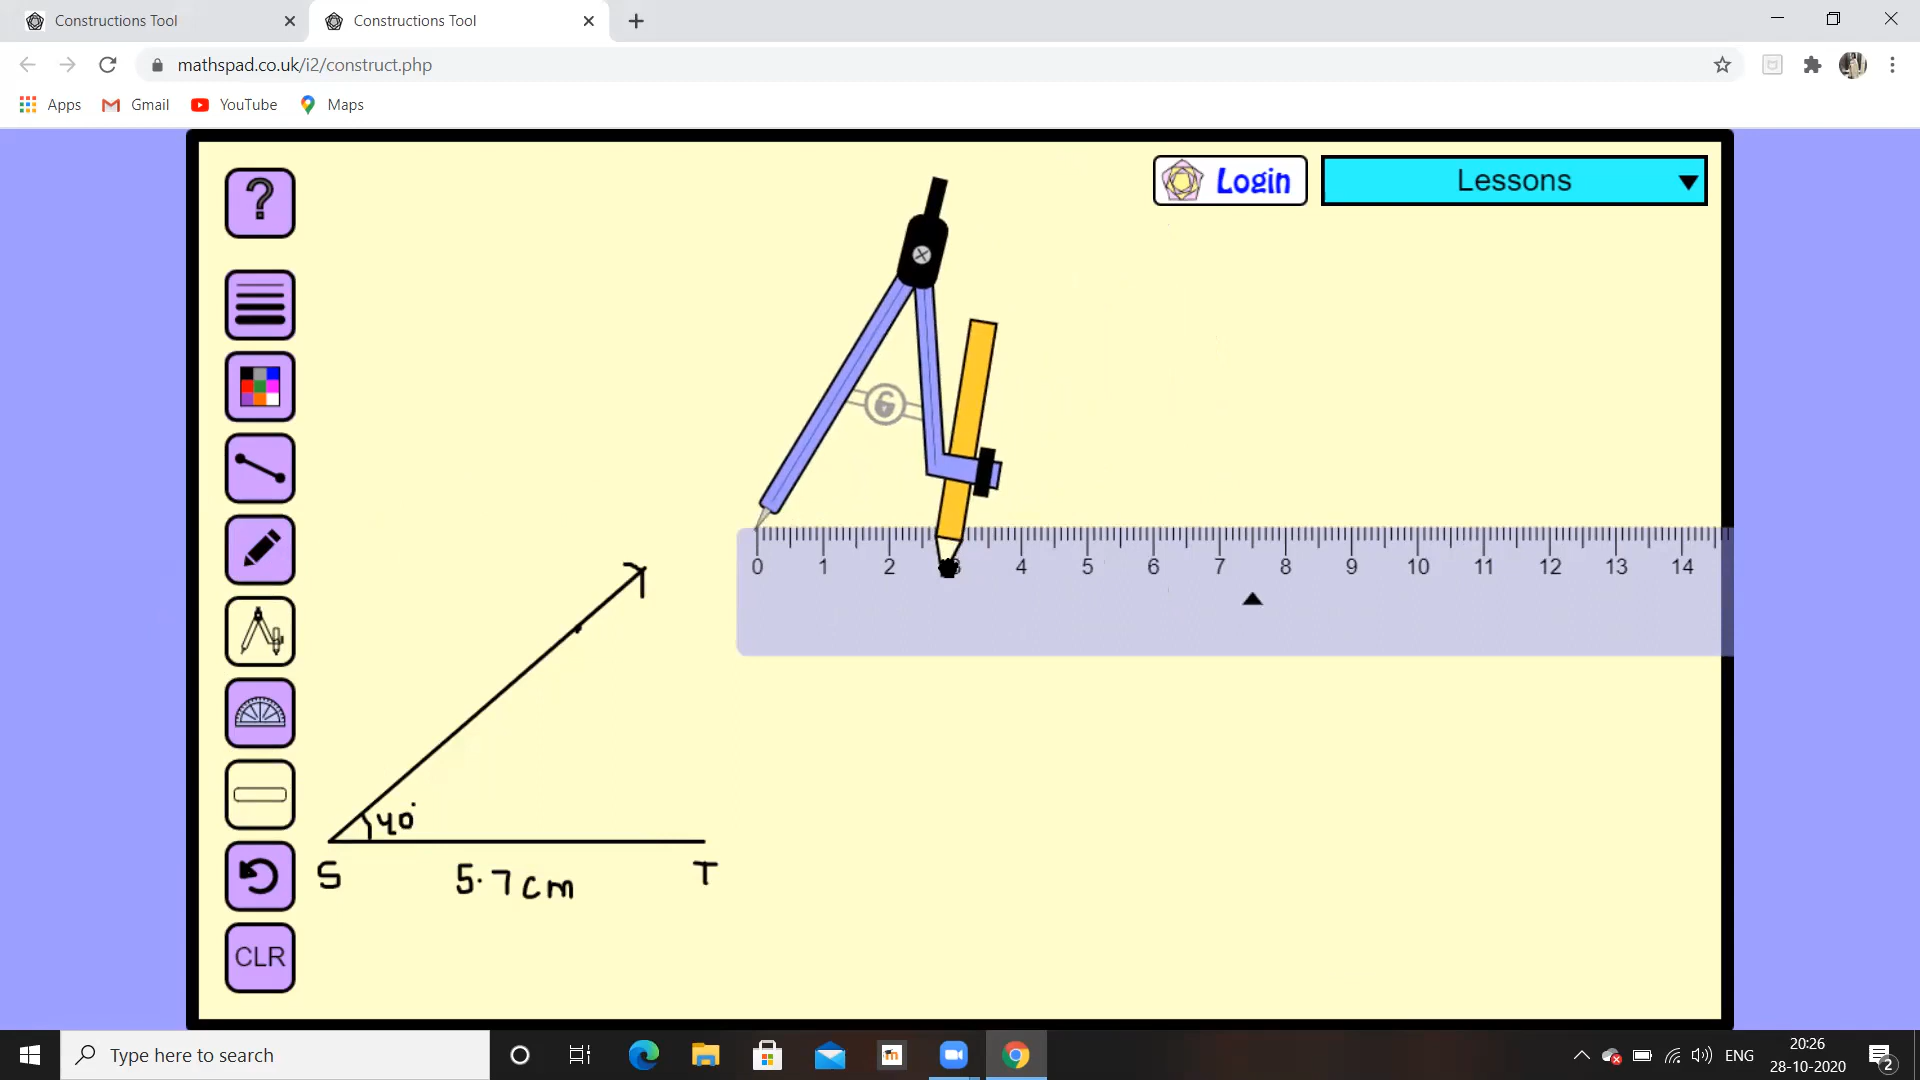 Constructions Tool
Constructions Tool
mathspad.co.uk/i2/construct.php
Apps Gmail YouTube Maps
?
Login
Lessons
6
0 1 2 3 4 5 6 7 8 9 10 11 12 13 14
40°
S T
5.7cm
CLR
Type here to search
ENG
20:26
28-10-2020
2